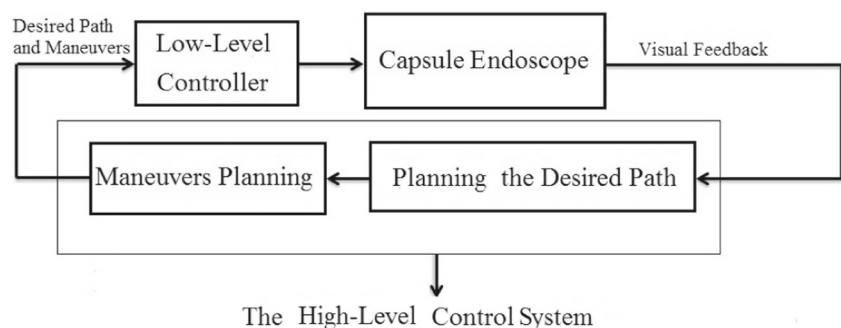 Desired Path
and Maneuvers
Low-Level
Controller
Capsule Endoscope
Visual Feedback
Maneuvers Planning
Planning the Desired Path
The High-Level Control System